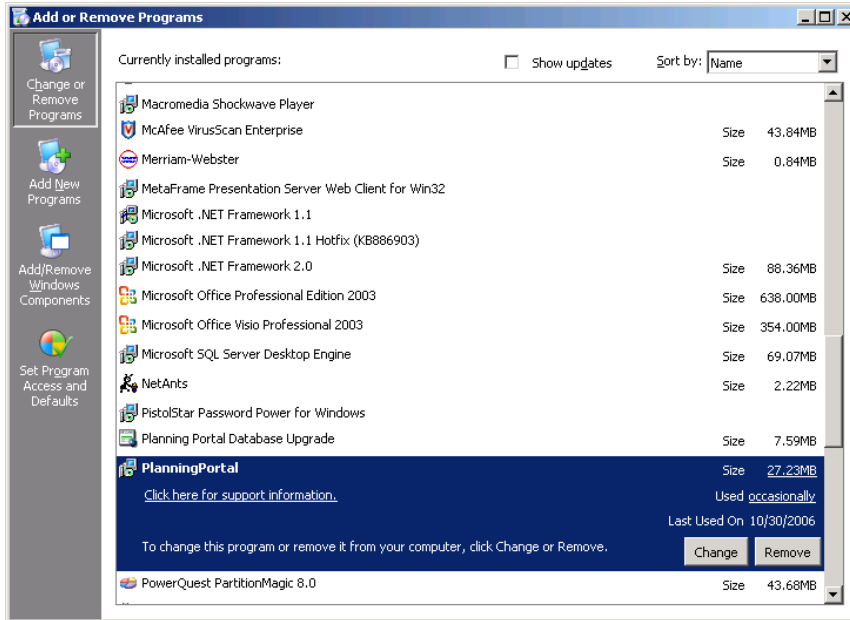 Add or Remove Programs
Change or
Remove
Programs
Add New
Programs
Add/Remove
Windows
Components
Set Program
Access and
Defaults
Currently installed programs:
Show updates
Sort by: Name
Macromedia Shockwave Player
McAfee VirusScan Enterprise Size 43.84MB
Merriam-Webster Size 0.84MB
MetaFrame Presentation Server Web Client for Win32
Microsoft .NET Framework 1.1
Microsoft .NET Framework 1.1 Hotfix (KB886903)
Microsoft .NET Framework 2.0 Size 88.36MB
Microsoft Office Professional Edition 2003 Size 638.00MB
Microsoft Office Visio Professional 2003 Size 354.00MB
Microsoft SQL Server Desktop Engine Size 69.07MB
NetAnts Size 2.22MB
PistolStar Password Power for Windows
Planning Portal Database Upgrade Size 7.59MB
PlanningPortal Size 27.23MB
Click here for support information. Used occasionally
Last Used On 10/30/2006
To change this program or remove it from your computer, click Change or Remove. Change Remove
PowerQuest PartitionMagic 8.0 Size 43.68MB